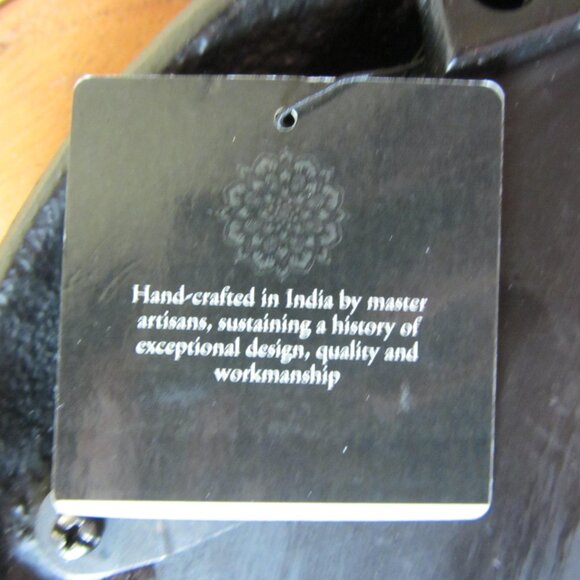 Hand-crafted in India by master
artisans, sustaining a history of
exceptional design, quality and
workmanship